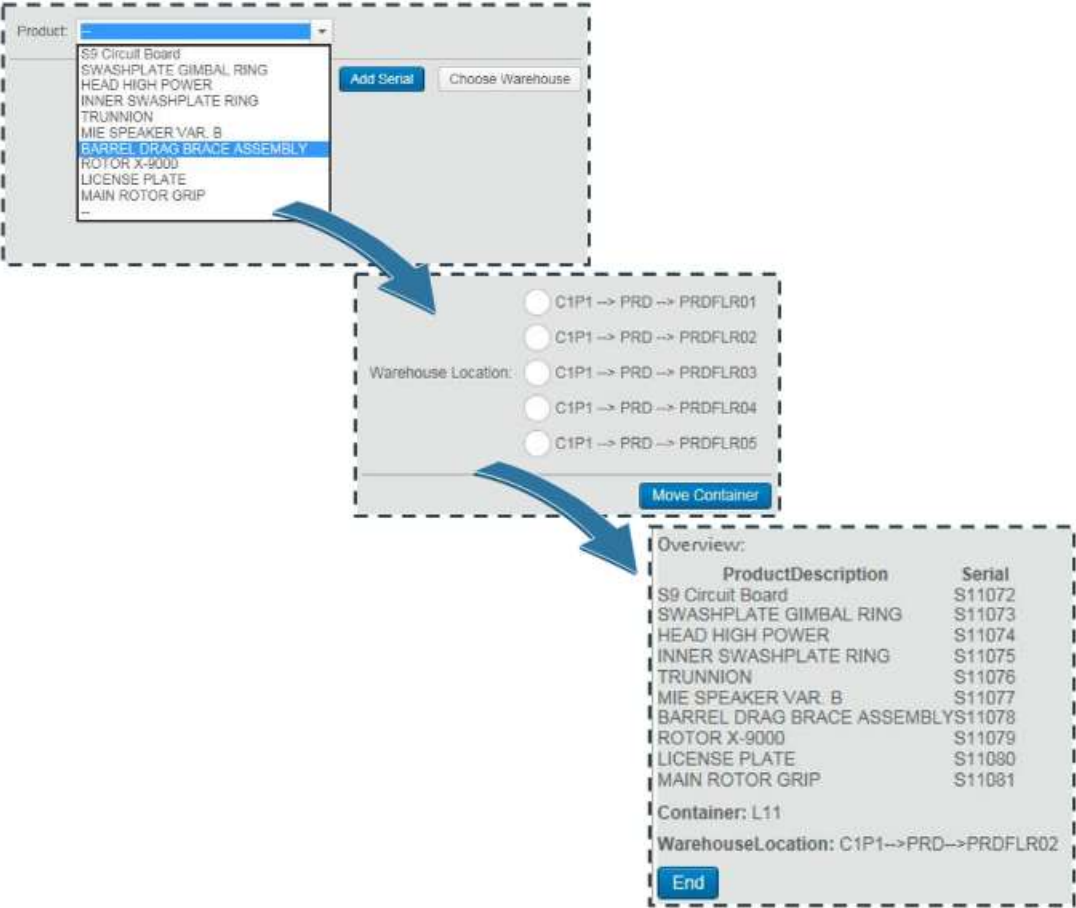 Product: --
S9 Circuit Board
SWASHPLATE GIMBAL RING
HEAD HIGH POWER
INNER SWASHPLATE RING
TRUNNION
MIE SPEAKER VAR. B
BARREL DRAG BRACE ASSEMBLY
ROTOR X-9000
LICENSE PLATE
MAIN ROTOR GRIP
--
Add Serial Choose Warehouse
Warehouse Location:
C1P1 --> PRD --> PRDFLR01
C1P1 --> PRD --> PRDFLR02
C1P1 --> PRD --> PRDFLR03
C1P1 --> PRD --> PRDFLR04
C1P1 --> PRD --> PRDFLR05
Move Container
Overview:
ProductDescription Serial
S9 Circuit Board S11072
SWASHPLATE GIMBAL RING S11073
HEAD HIGH POWER S11074
INNER SWASHPLATE RING S11075
TRUNNION S11076
MIE SPEAKER VAR. B S11077
BARREL DRAG BRACE ASSEMBLYS11078
ROTOR X-9000 S11079
LICENSE PLATE S11080
MAIN ROTOR GRIP S11081
Container: L11
WarehouseLocation: C1P1-->PRD-->PRDFLR02
End